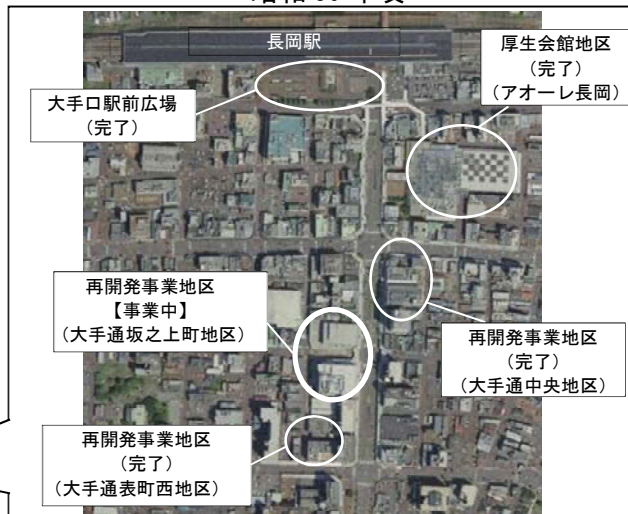 長岡駅
厚生会館地区
(完了)
(アオーレ長岡)
大手口駅前広場
(完了)
再開発事業地区
【事業中】
(大手通坂之上町地区)
再開発事業地区
(完了)
(大手通中央地区)
再開発事業地区
(完了)
(大手通表町西地区)